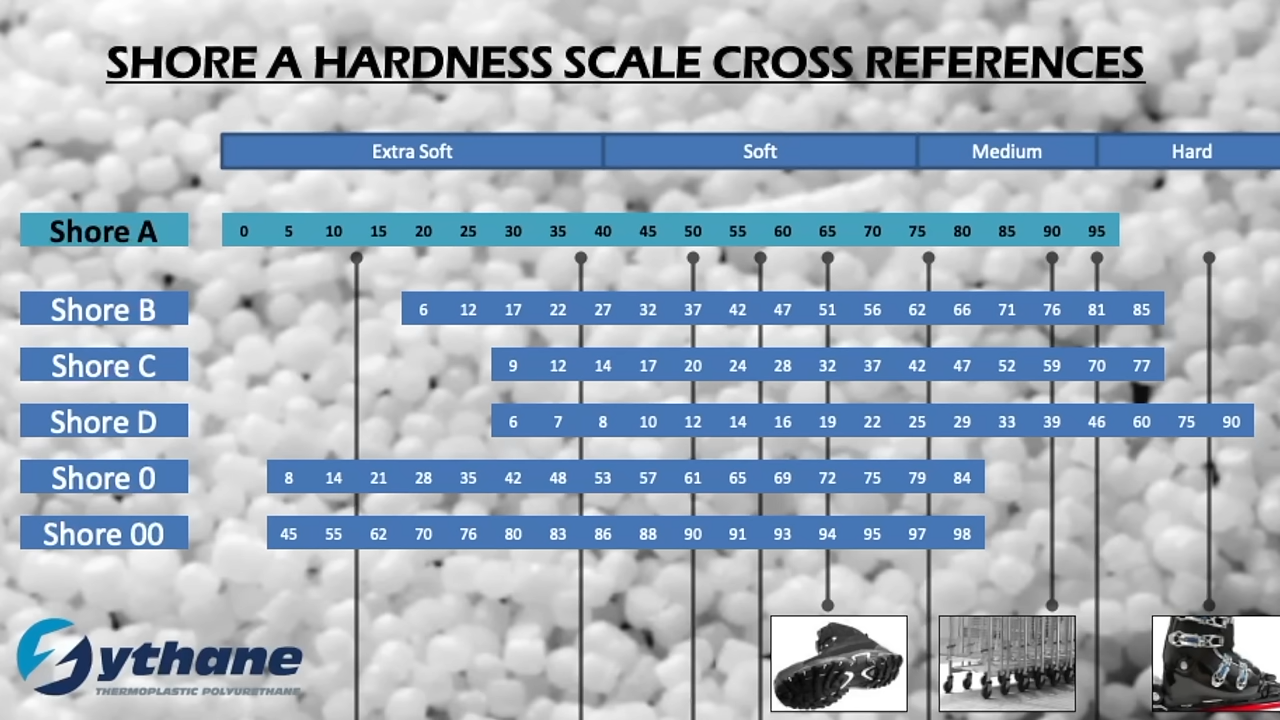 SHORE A HARDNESS SCALE CROSS REFERENCES
Extra Soft Soft Medium Hard
Shore A 0 5 10 15 20 25 30 35 40 45 50 55 60 65 70 75 80 85 90 95
Shore B 6 12 17 22 27 32 37 42 47 51 56 62 66 71 76 81 85
Shore C 9 12 14 17 20 24 28 32 37 42 47 52 59 70 77
Shore D 6 7 8 10 12 14 16 19 22 25 29 33 39 46 60 75 90
Shore 0 8 14 21 28 35 42 48 53 57 61 65 69 72 75 79 84
Shore 00 45 55 62 70 76 80 83 86 88 90 91 93 94 95 97 98
Sythane
THERMOPLASTIC POLYURETHANE